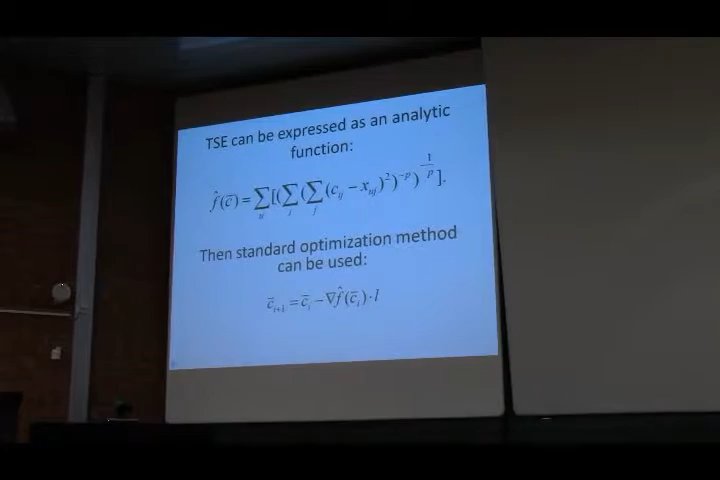 TSE can be expressed as an analytic
function:
f̂(c̄) = ∑[(∑(∑(c_ij − x_wj)²)^−p)^−1/p].
Then standard optimization method
can be used:
c̄_i+1 = c̄_i − ∇f̂(c̄_i)·l